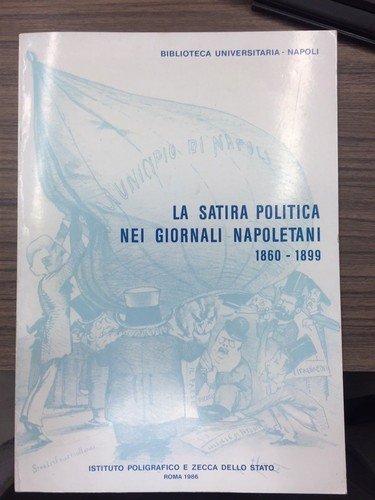 BIBLIOTECA UNIVERSITARIA - NAPOLI
MUNICIPIO DI NAPOLI
LA SATIRA POLITICA
NEI GIORNALI NAPOLETANI
1860 - 1899
ISTITUTO POLIGRAFICO E ZECCA DELLO STATO
ROMA 1986